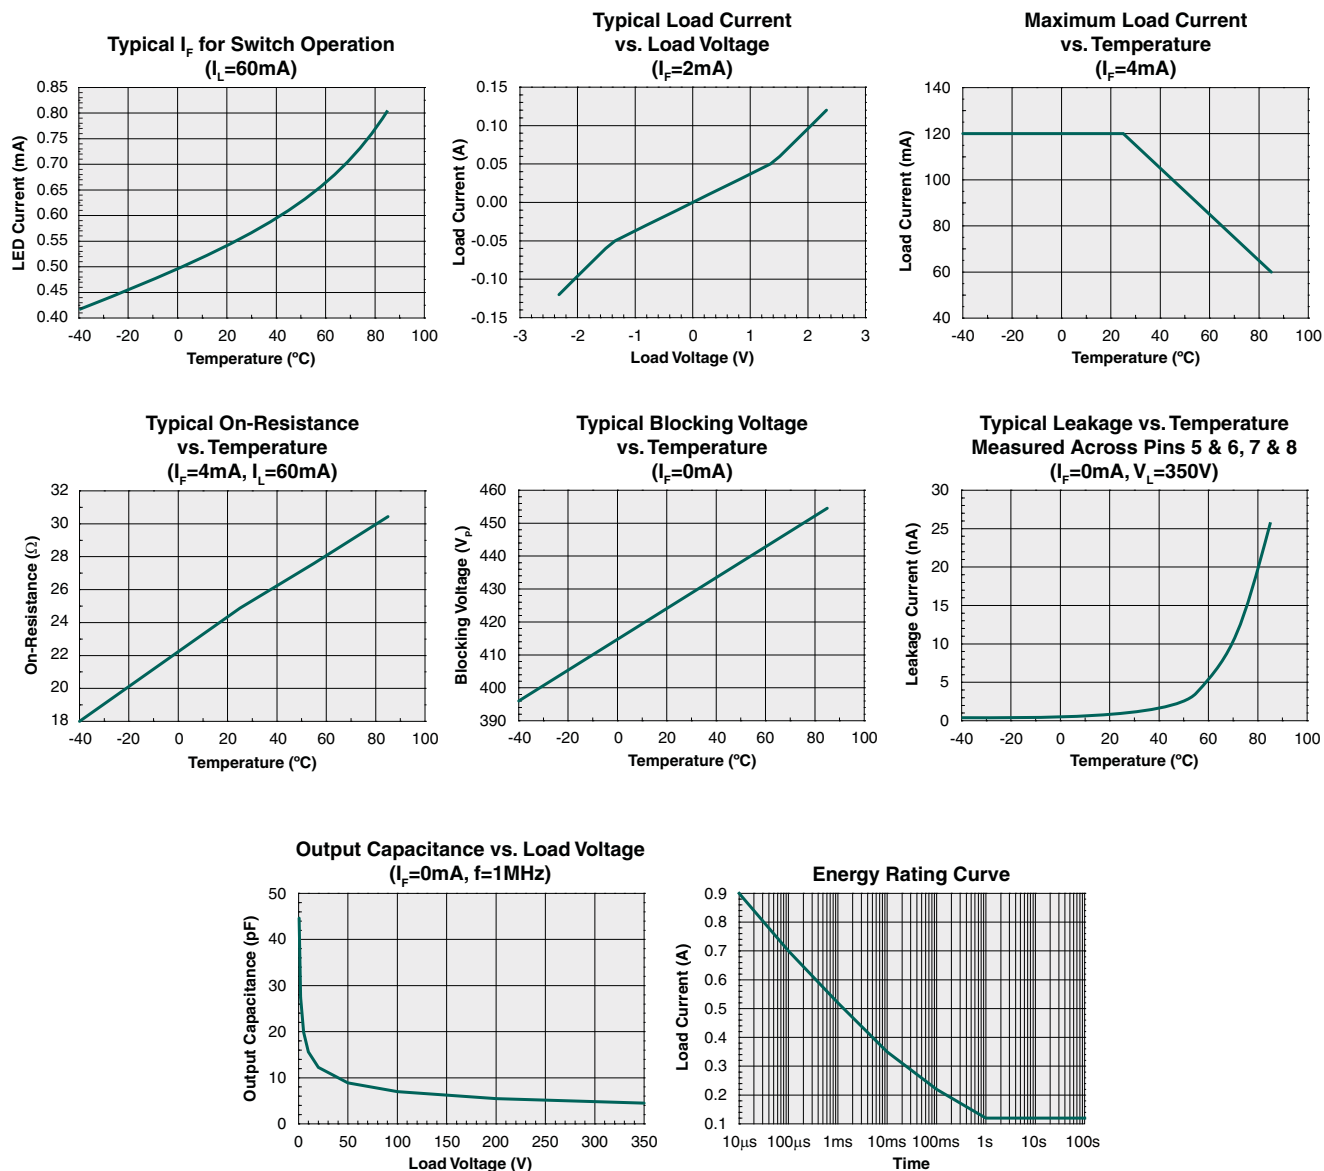 Typical IF for Switch Operation
(IL=60mA)
LED Current (mA)
0.85
0.80
0.75
0.70
0.65
0.60
0.55
0.50
0.45
0.40
-40 -20 0 20 40 60 80 100
Temperature (ºC)
Typical Load Current
vs. Load Voltage
(IF=2mA)
Load Current (A)
0.15
0.10
0.05
0.00
-0.05
-0.10
-0.15
-3 -2 -1 0 1 2 3
Load Voltage (V)
Maximum Load Current
vs. Temperature
(IF=4mA)
Load Current (mA)
140
120
100
80
60
40
-40 -20 0 20 40 60 80 100
Temperature (ºC)
Typical On-Resistance
vs. Temperature
(IF=4mA, IL=60mA)
On-Resistance (Ω)
32
30
28
26
24
22
20
18
-40 -20 0 20 40 60 80 100
Temperature (ºC)
Typical Blocking Voltage
vs. Temperature
(IF=0mA)
Blocking Voltage (VP)
460
450
440
430
420
410
400
390
-40 -20 0 20 40 60 80 100
Temperature (ºC)
Typical Leakage vs. Temperature
Measured Across Pins 5 & 6, 7 & 8
(IF=0mA, VL=350V)
Leakage Current (nA)
30
25
20
15
10
5
0
-40 -20 0 20 40 60 80 100
Temperature (ºC)
Output Capacitance vs. Load Voltage
(IF=0mA, f=1MHz)
Output Capacitance (pF)
50
40
30
20
10
0
0 50 100 150 200 250 300 350
Load Voltage (V)
Energy Rating Curve
Load Current (A)
0.9
0.8
0.7
0.6
0.5
0.4
0.3
0.2
0.1
10μs 100μs 1ms 10ms 100ms 1s 10s 100s
Time